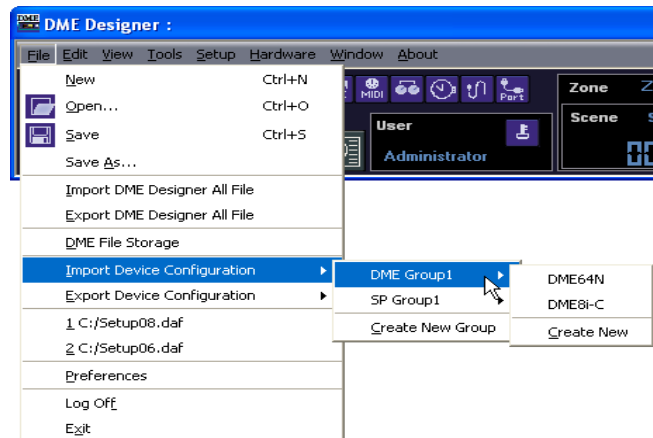 DME Designer :
File Edit View Tools Setup Hardware Window About
New Ctrl+N
Open... Ctrl+O
Save Ctrl+S
Save As...
Import DME Designer All File
Export DME Designer All File
DME File Storage
Import Device Configuration
Export Device Configuration
1 C:/Setup08.daf
2 C:/Setup06.daf
Preferences
Log Off
Exit
DME Group1
SP Group1
Create New Group
DME64N
DME8i-C
Create New
MIDI
Port
User
Administrator
Zone
Scene